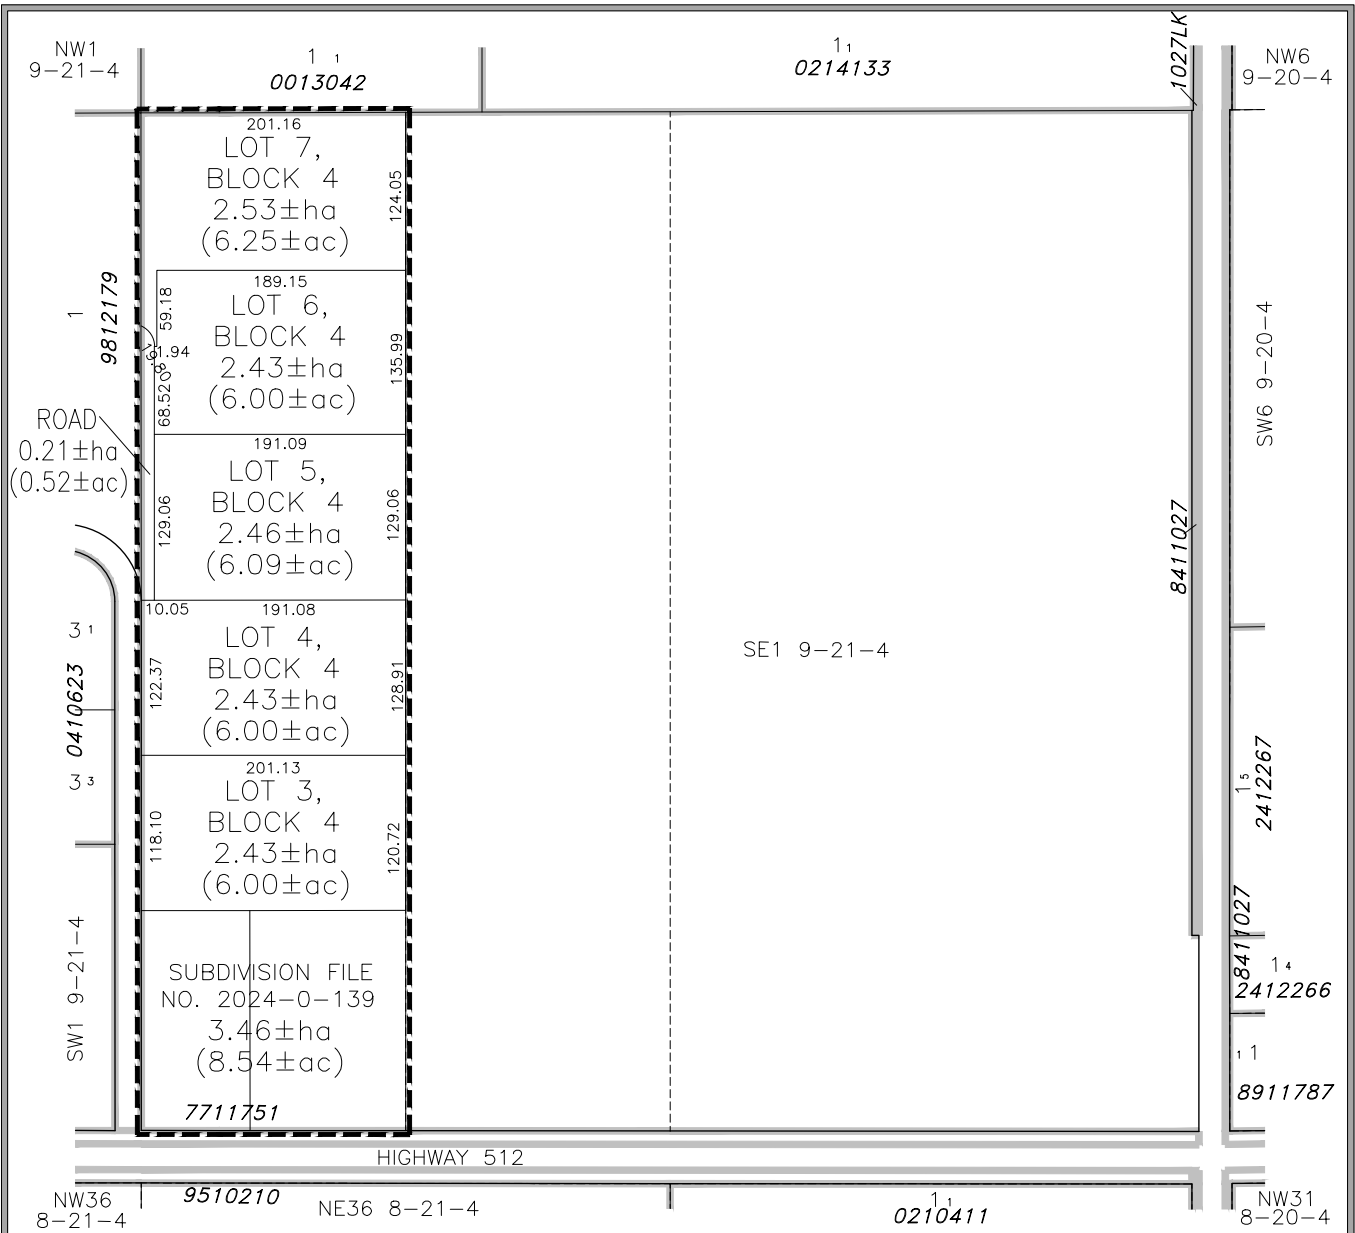 NW1
9-21-4
1 1
0013042
1 1
0214133
1027LK
NW6
9-20-4
201.16
LOT 7,
BLOCK 4
2.53±ha
(6.25±ac)
124.05
1
9812179
189.15
LOT 6,
BLOCK 4
2.43±ha
(6.00±ac)
59.18
1.94
19.80
68.52
135.99
ROAD
0.21±ha
(0.52±ac)
191.09
LOT 5,
BLOCK 4
2.46±ha
(6.09±ac)
129.06
129.06
SW6 9-20-4
8411027
10.05
191.08
LOT 4,
BLOCK 4
2.43±ha
(6.00±ac)
122.37
128.91
SE1 9-21-4
3 1
0410623
3 3
201.13
LOT 3,
BLOCK 4
2.43±ha
(6.00±ac)
118.10
120.72
1 5
2412267
SW1 9-21-4
SUBDIVISION FILE
NO. 2024-0-139
3.46±ha
(8.54±ac)
7711751
8411027
1 4
2412266
1 1
8911787
HIGHWAY 512
NW36
8-21-4
9510210
NE36 8-21-4
1 1
0210411
NW31
8-20-4